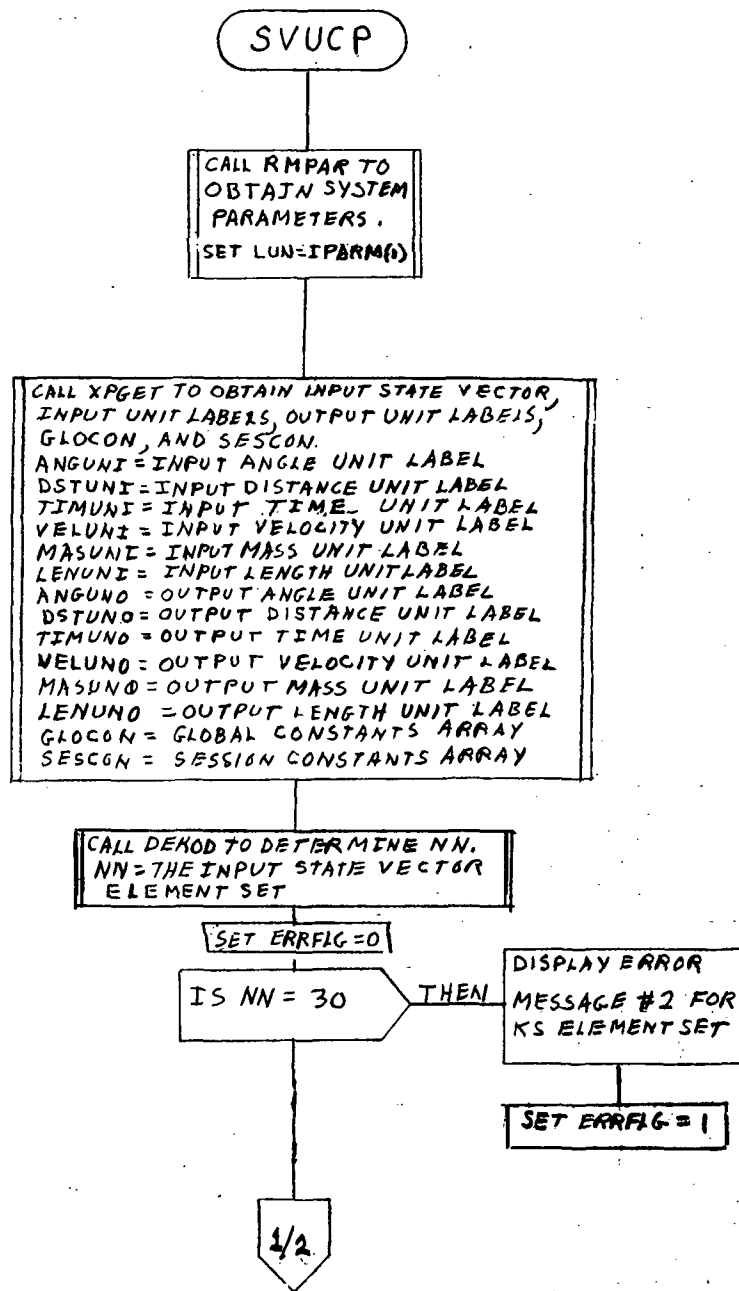 SVUCP
CALL RMPAR TO
OBTAIN SYSTEM
PARAMETERS.
SET LUN=IPARM(1)
CALL XPGET TO OBTAIN INPUT STATE VECTOR,
INPUT UNIT LABELS, OUTPUT UNIT LABELS,
GLOCON, AND SESCON.
ANGUNI=INPUT ANGLE UNIT LABEL
DSTUNI=INPUT DISTANCE UNIT LABEL
TIMUNI=INPUT TIME UNIT LABEL
VELUNI=INPUT VELOCITY UNIT LABEL
MASUNI=INPUT MASS UNIT LABEL
LENUNI=INPUT LENGTH UNIT LABEL
ANGUNO=OUTPUT ANGLE UNIT LABEL
DSTUNO=OUTPUT DISTANCE UNIT LABEL
TIMUNO=OUTPUT TIME UNIT LABEL
VELUNO=OUTPUT VELOCITY UNIT LABEL
MASUNO=OUTPUT MASS UNIT LABEL
LENUNO=OUTPUT LENGTH UNIT LABEL
GLOCON=GLOBAL CONSTANTS ARRAY
SESCON=SESSION CONSTANTS ARRAY
CALL DEKOD TO DETERMINE NN.
NN=THE INPUT STATE VECTOR
ELEMENT SET
SET ERRFLG=0
IS NN=30
THEN
DISPLAY ERROR
MESSAGE #2 FOR
KS ELEMENT SET
SET ERRFLG=1
1/2